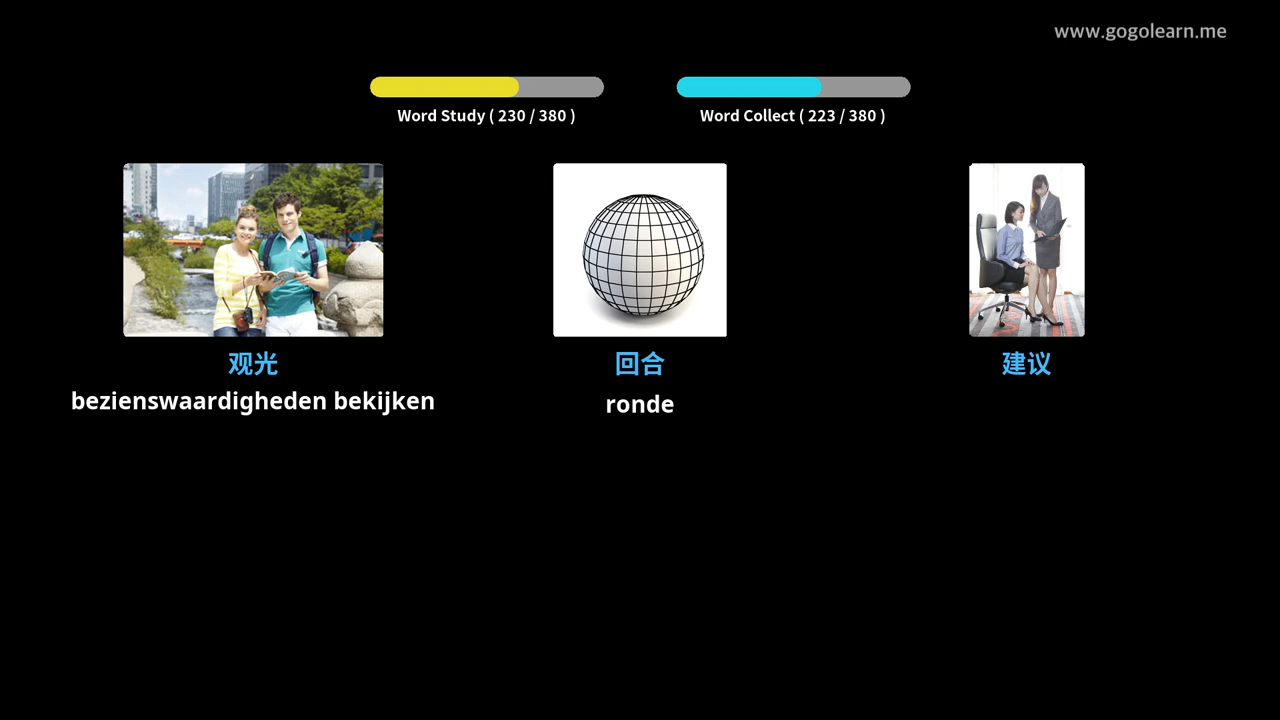 www.gogolearn.me
Word Study ( 230 / 380 )
Word Collect ( 223 / 380 )
观光
回合
建议
bezienswaardigheden bekijken
ronde